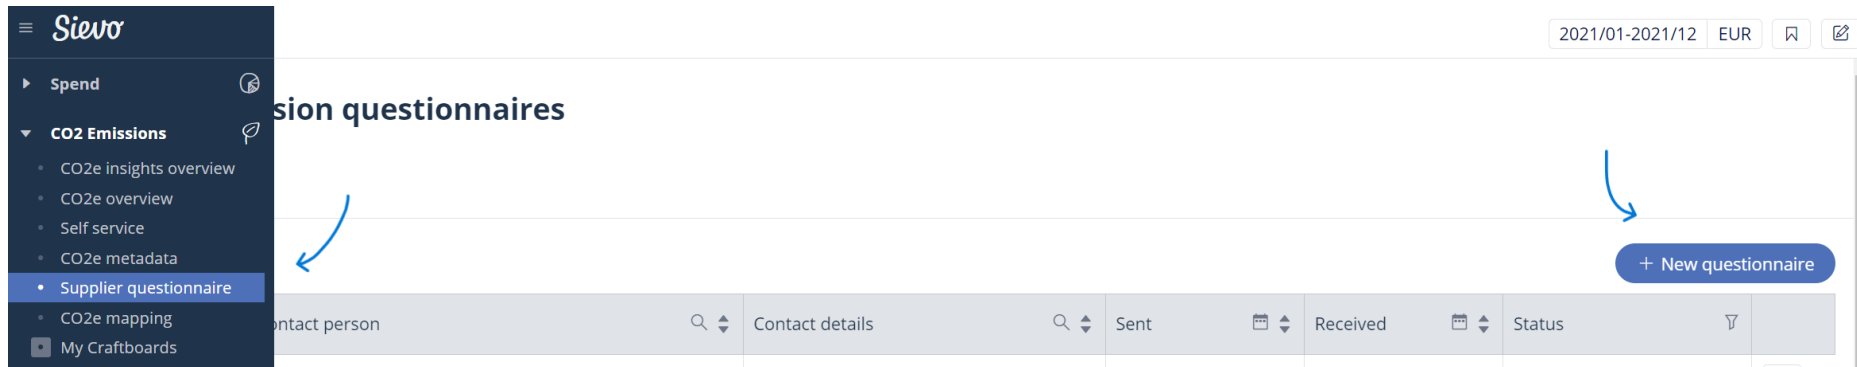 Sievo
2021/01-2021/12 EUR
Spend
sion questionnaires
CO2 Emissions
CO2e insights overview
CO2e overview
Self service
CO2e metadata
+ New questionnaire
Supplier questionnaire
CO2e mapping
ontact person Contact details Sent Received Status
My Craftboards